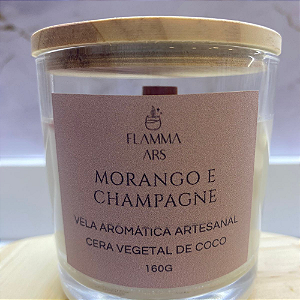 FLAMMA
ARS
MORANGO E
CHAMPAGNE
VELA AROMÁTICA ARTESANAL
CERA VEGETAL DE COCO
160G